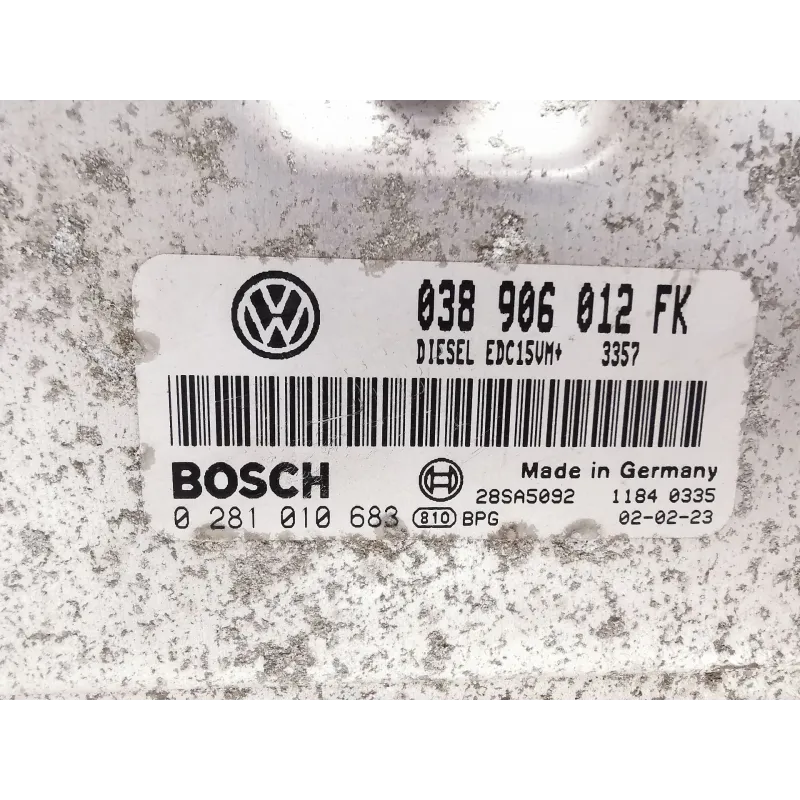 038 906 012 FK
DIESEL EDC15VM+ 3357
BOSCH
Made in Germany
28SA5092 1184 0335
0 281 010 683 810 BPG 02-02-23